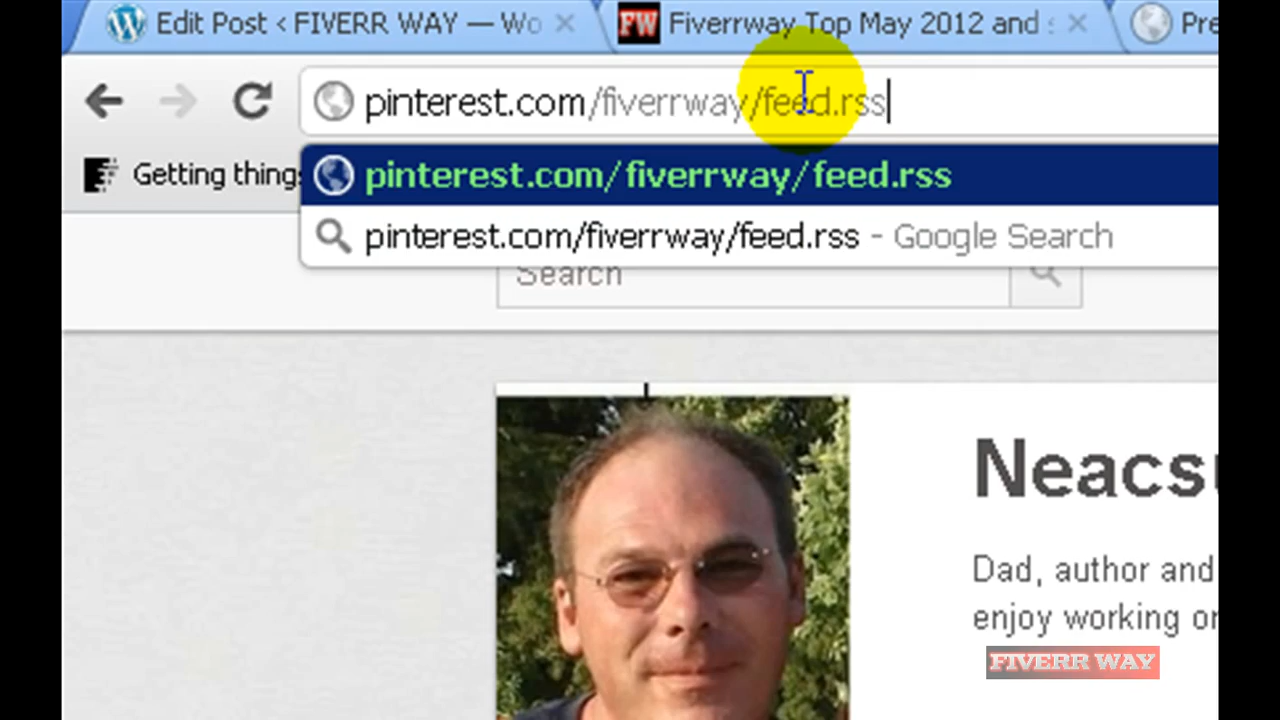 Edit Post < FIVERR WAY — Wo
Fiverrway Top May 2012 and s
Pre
pinterest.com/fiverrway/feed.rss
Getting things
pinterest.com/fiverrway/feed.rss
pinterest.com/fiverrway/feed.rss - Google Search
Search
Neacsu
Dad, author and
enjoy working on
FIVERR WAY